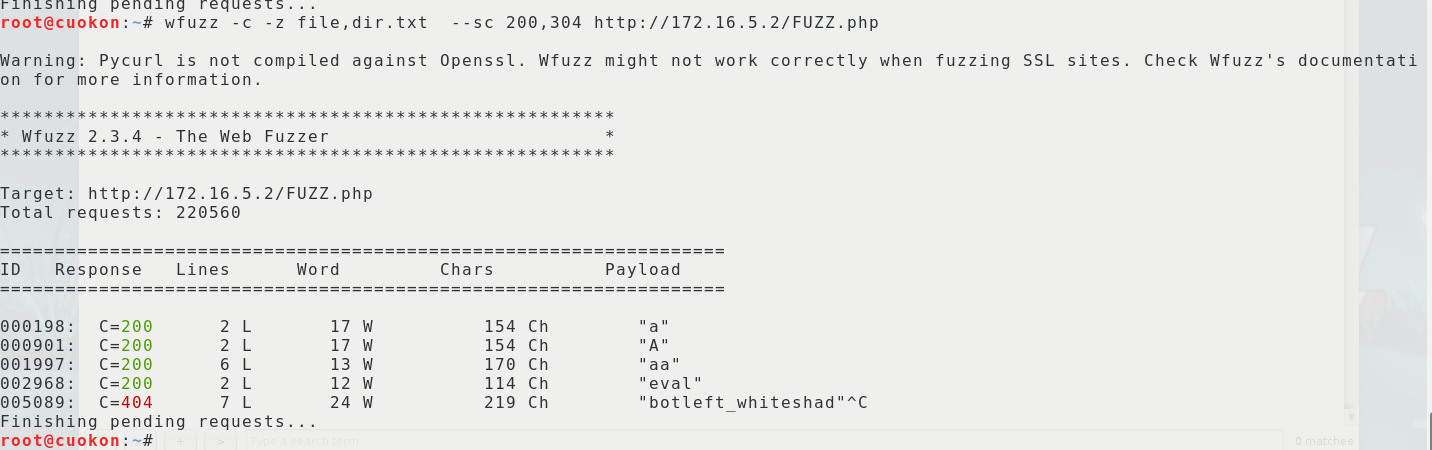 Finishing pending requests...
root@cuokon:~# wfuzz -c -z file,dir.txt  --sc 200,304 http://172.16.5.2/FUZZ.php
Warning: Pycurl is not compiled against Openssl. Wfuzz might not work correctly when fuzzing SSL sites. Check Wfuzz's documentati
on for more information.
********************************************************
* Wfuzz 2.3.4 - The Web Fuzzer                         *
********************************************************
Target: http://172.16.5.2/FUZZ.php
Total requests: 220560
==================================================================
ID   Response   Lines      Word         Chars          Payload
==================================================================
000198:  C=200      2 L	      17 W	    154 Ch	  "a"
000901:  C=200      2 L	      17 W	    154 Ch	  "A"
001997:  C=200      6 L	      13 W	    170 Ch	  "aa"
002968:  C=200      2 L	      12 W	    114 Ch	  "eval"
005089:  C=404      7 L	      24 W	    219 Ch	  "botleft_whiteshad"^C
Finishing pending requests...
root@cuokon:~#
+ > Type a search term 0 matches